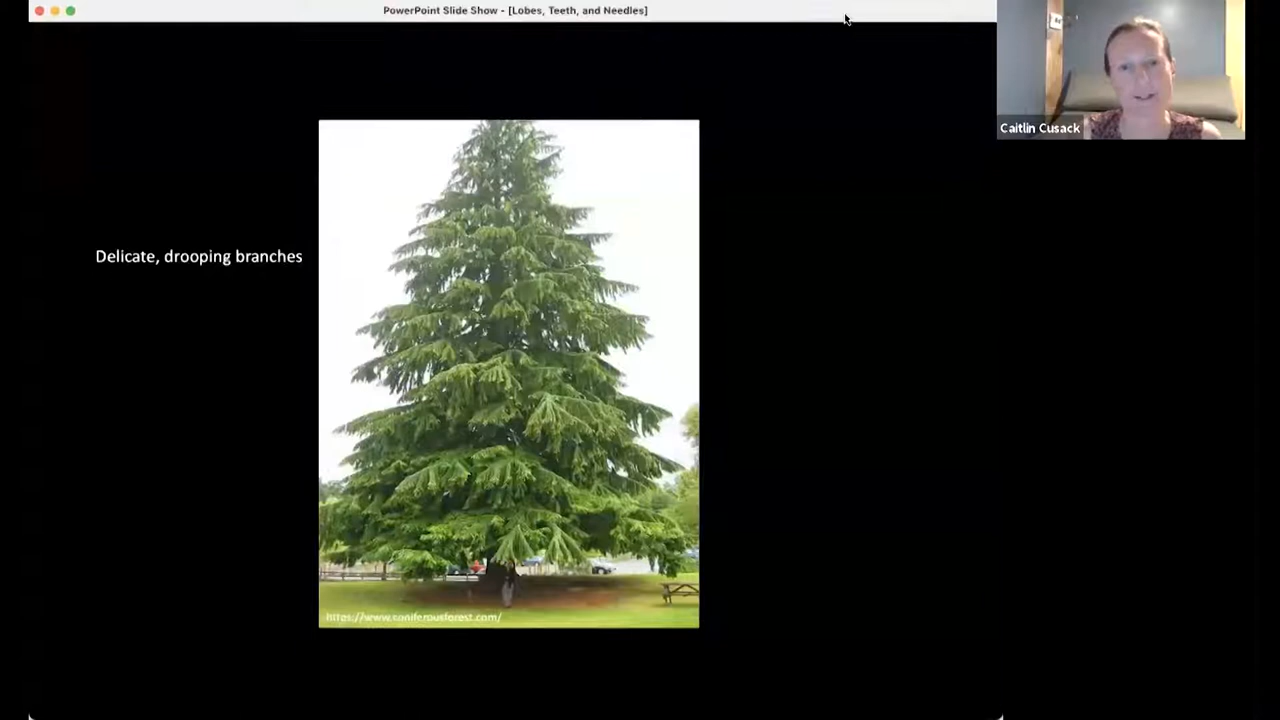 PowerPoint Slide Show - [Lobes, Teeth, and Needles]
Caitlin Cusack
Delicate, drooping branches
https://www.coniferousforest.com/